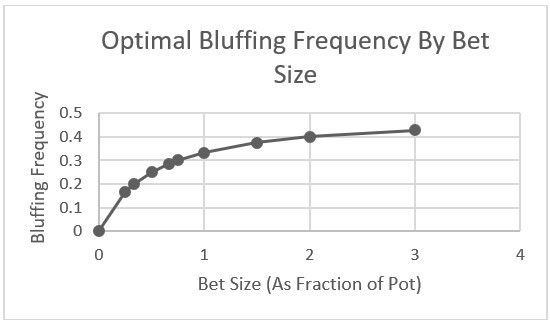 Optimal Bluffing Frequency By Bet
Size
Bluffing Frequency
0.5
0.4
0.3
0.2
0.1
0
0 1 2 3 4
Bet Size (As Fraction of Pot)